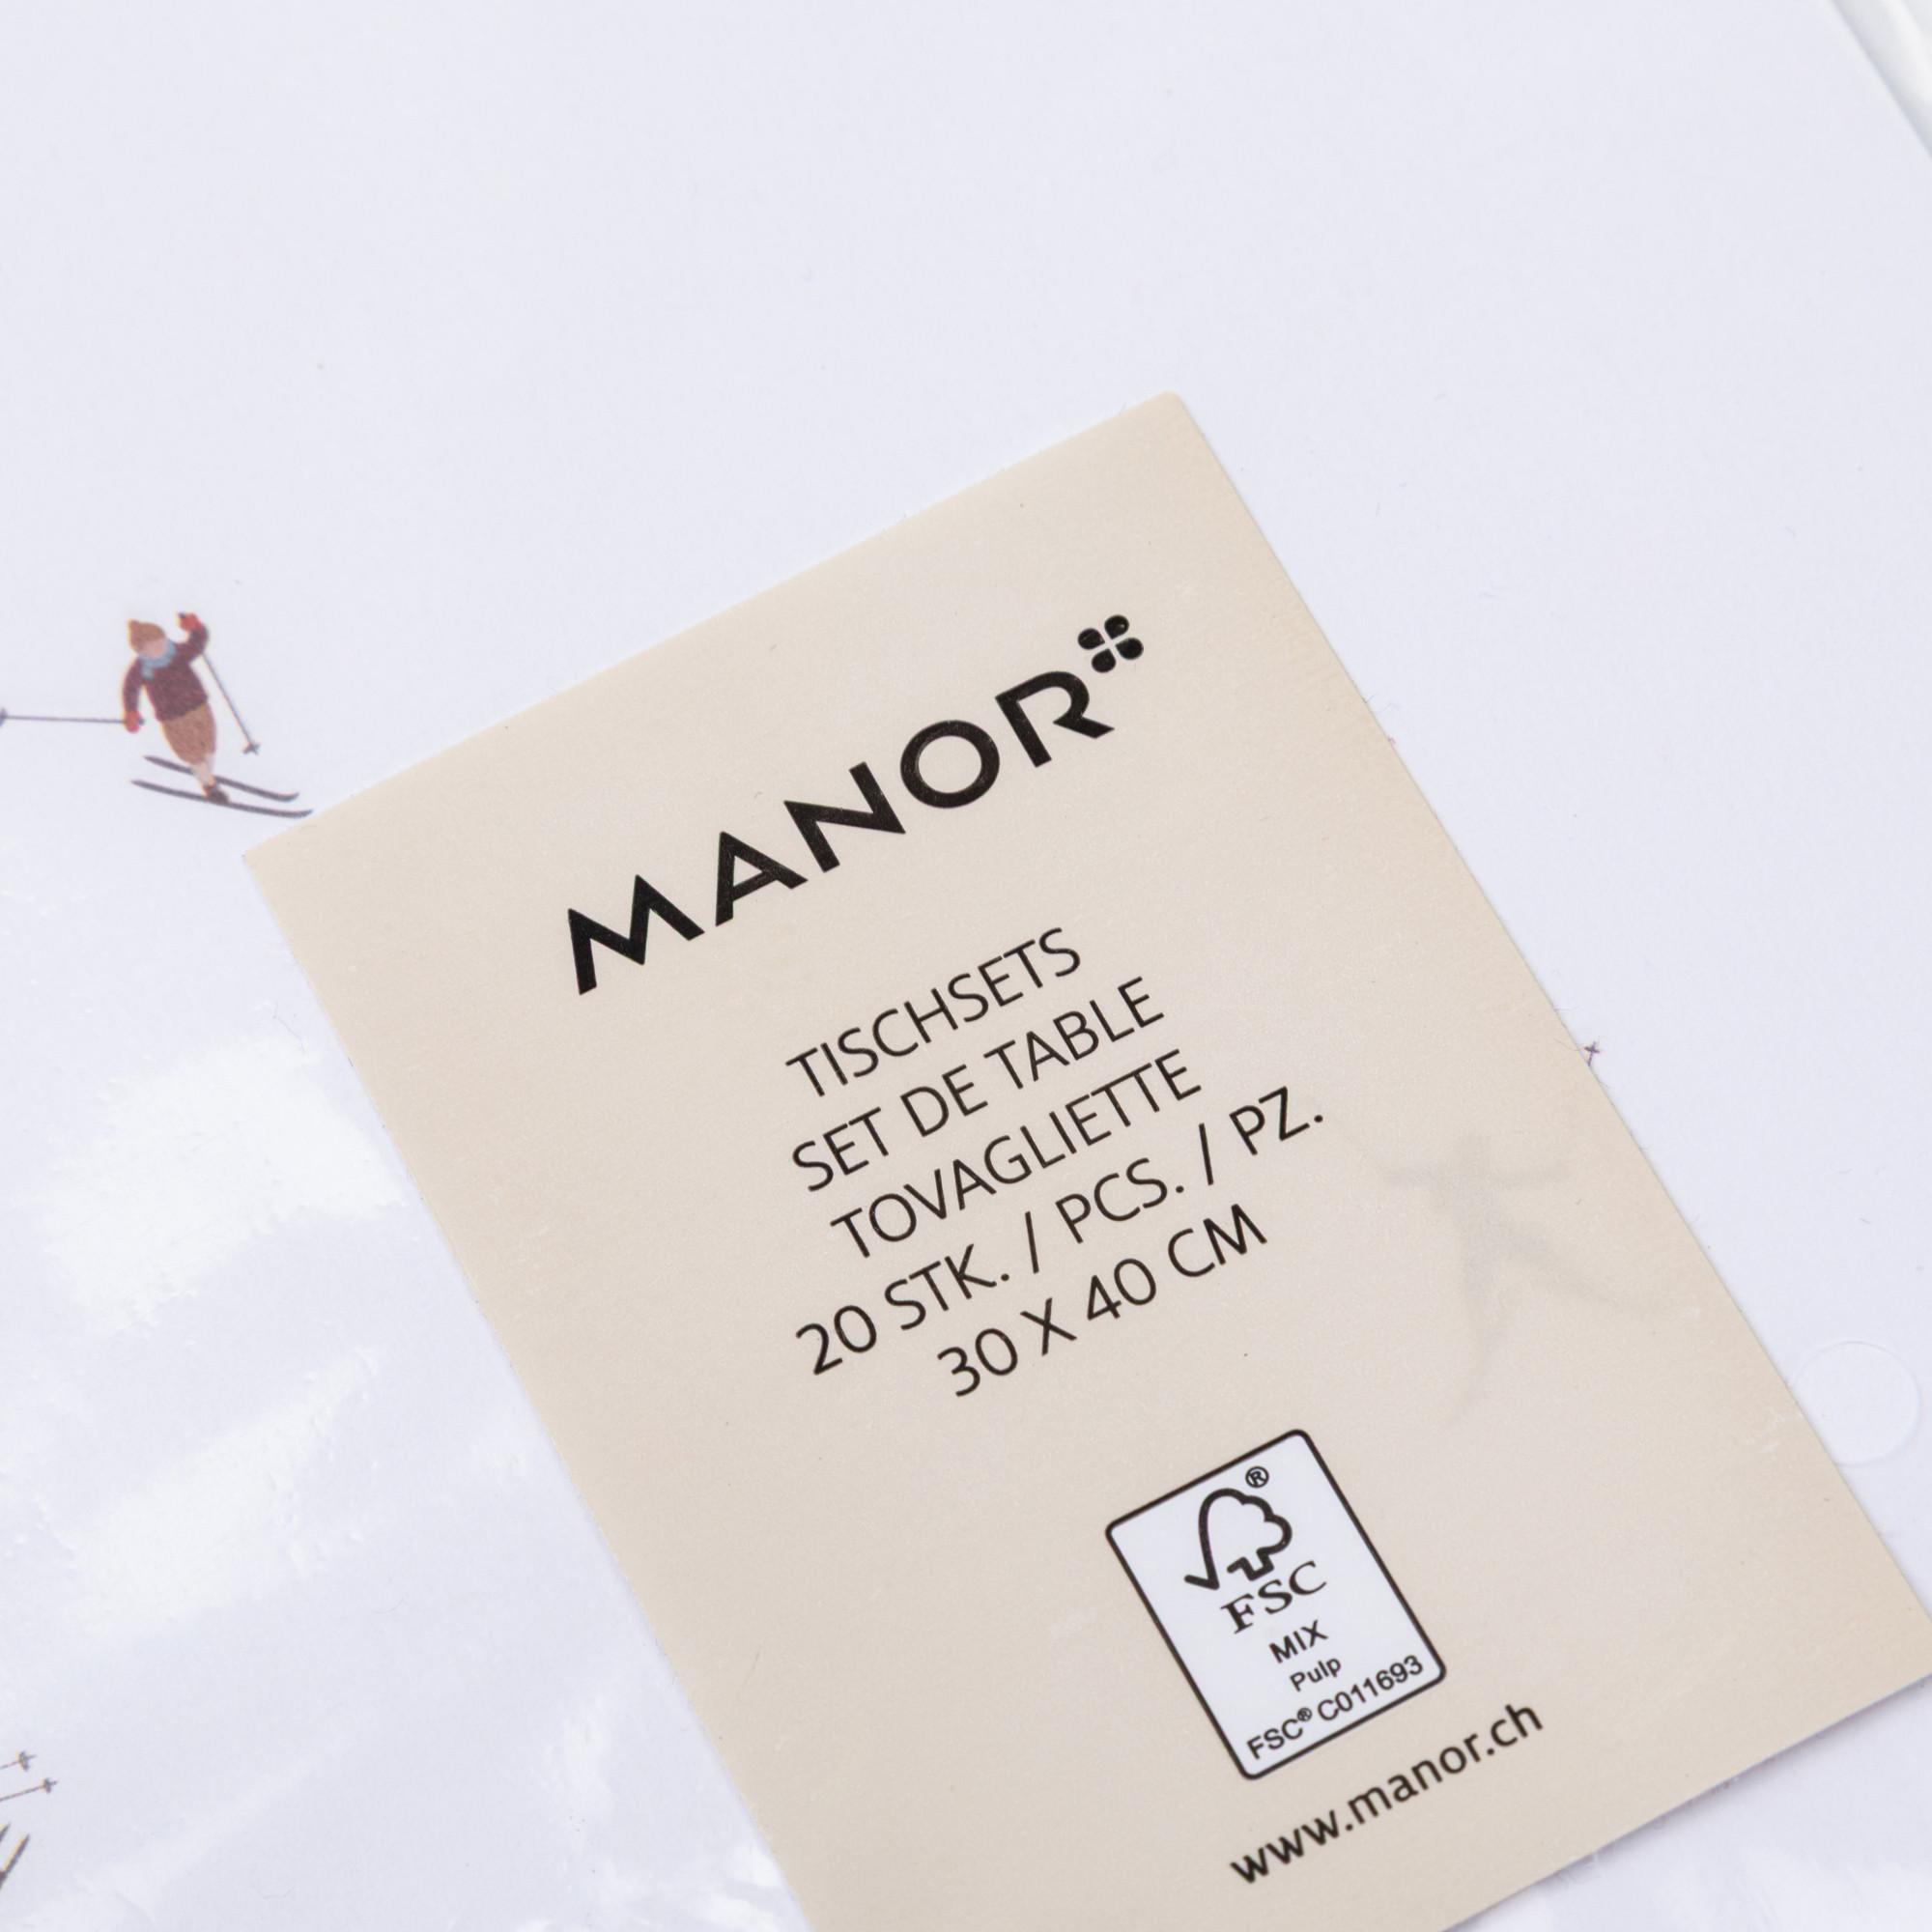 MANOR
TISCHSETS
SET DE TABLE
TOVAGLIETTE
20 STK. / PCS. / PZ.
30 X 40 CM
®
FSC
MIX
Pulp
FSC® C011693
www.manor.ch